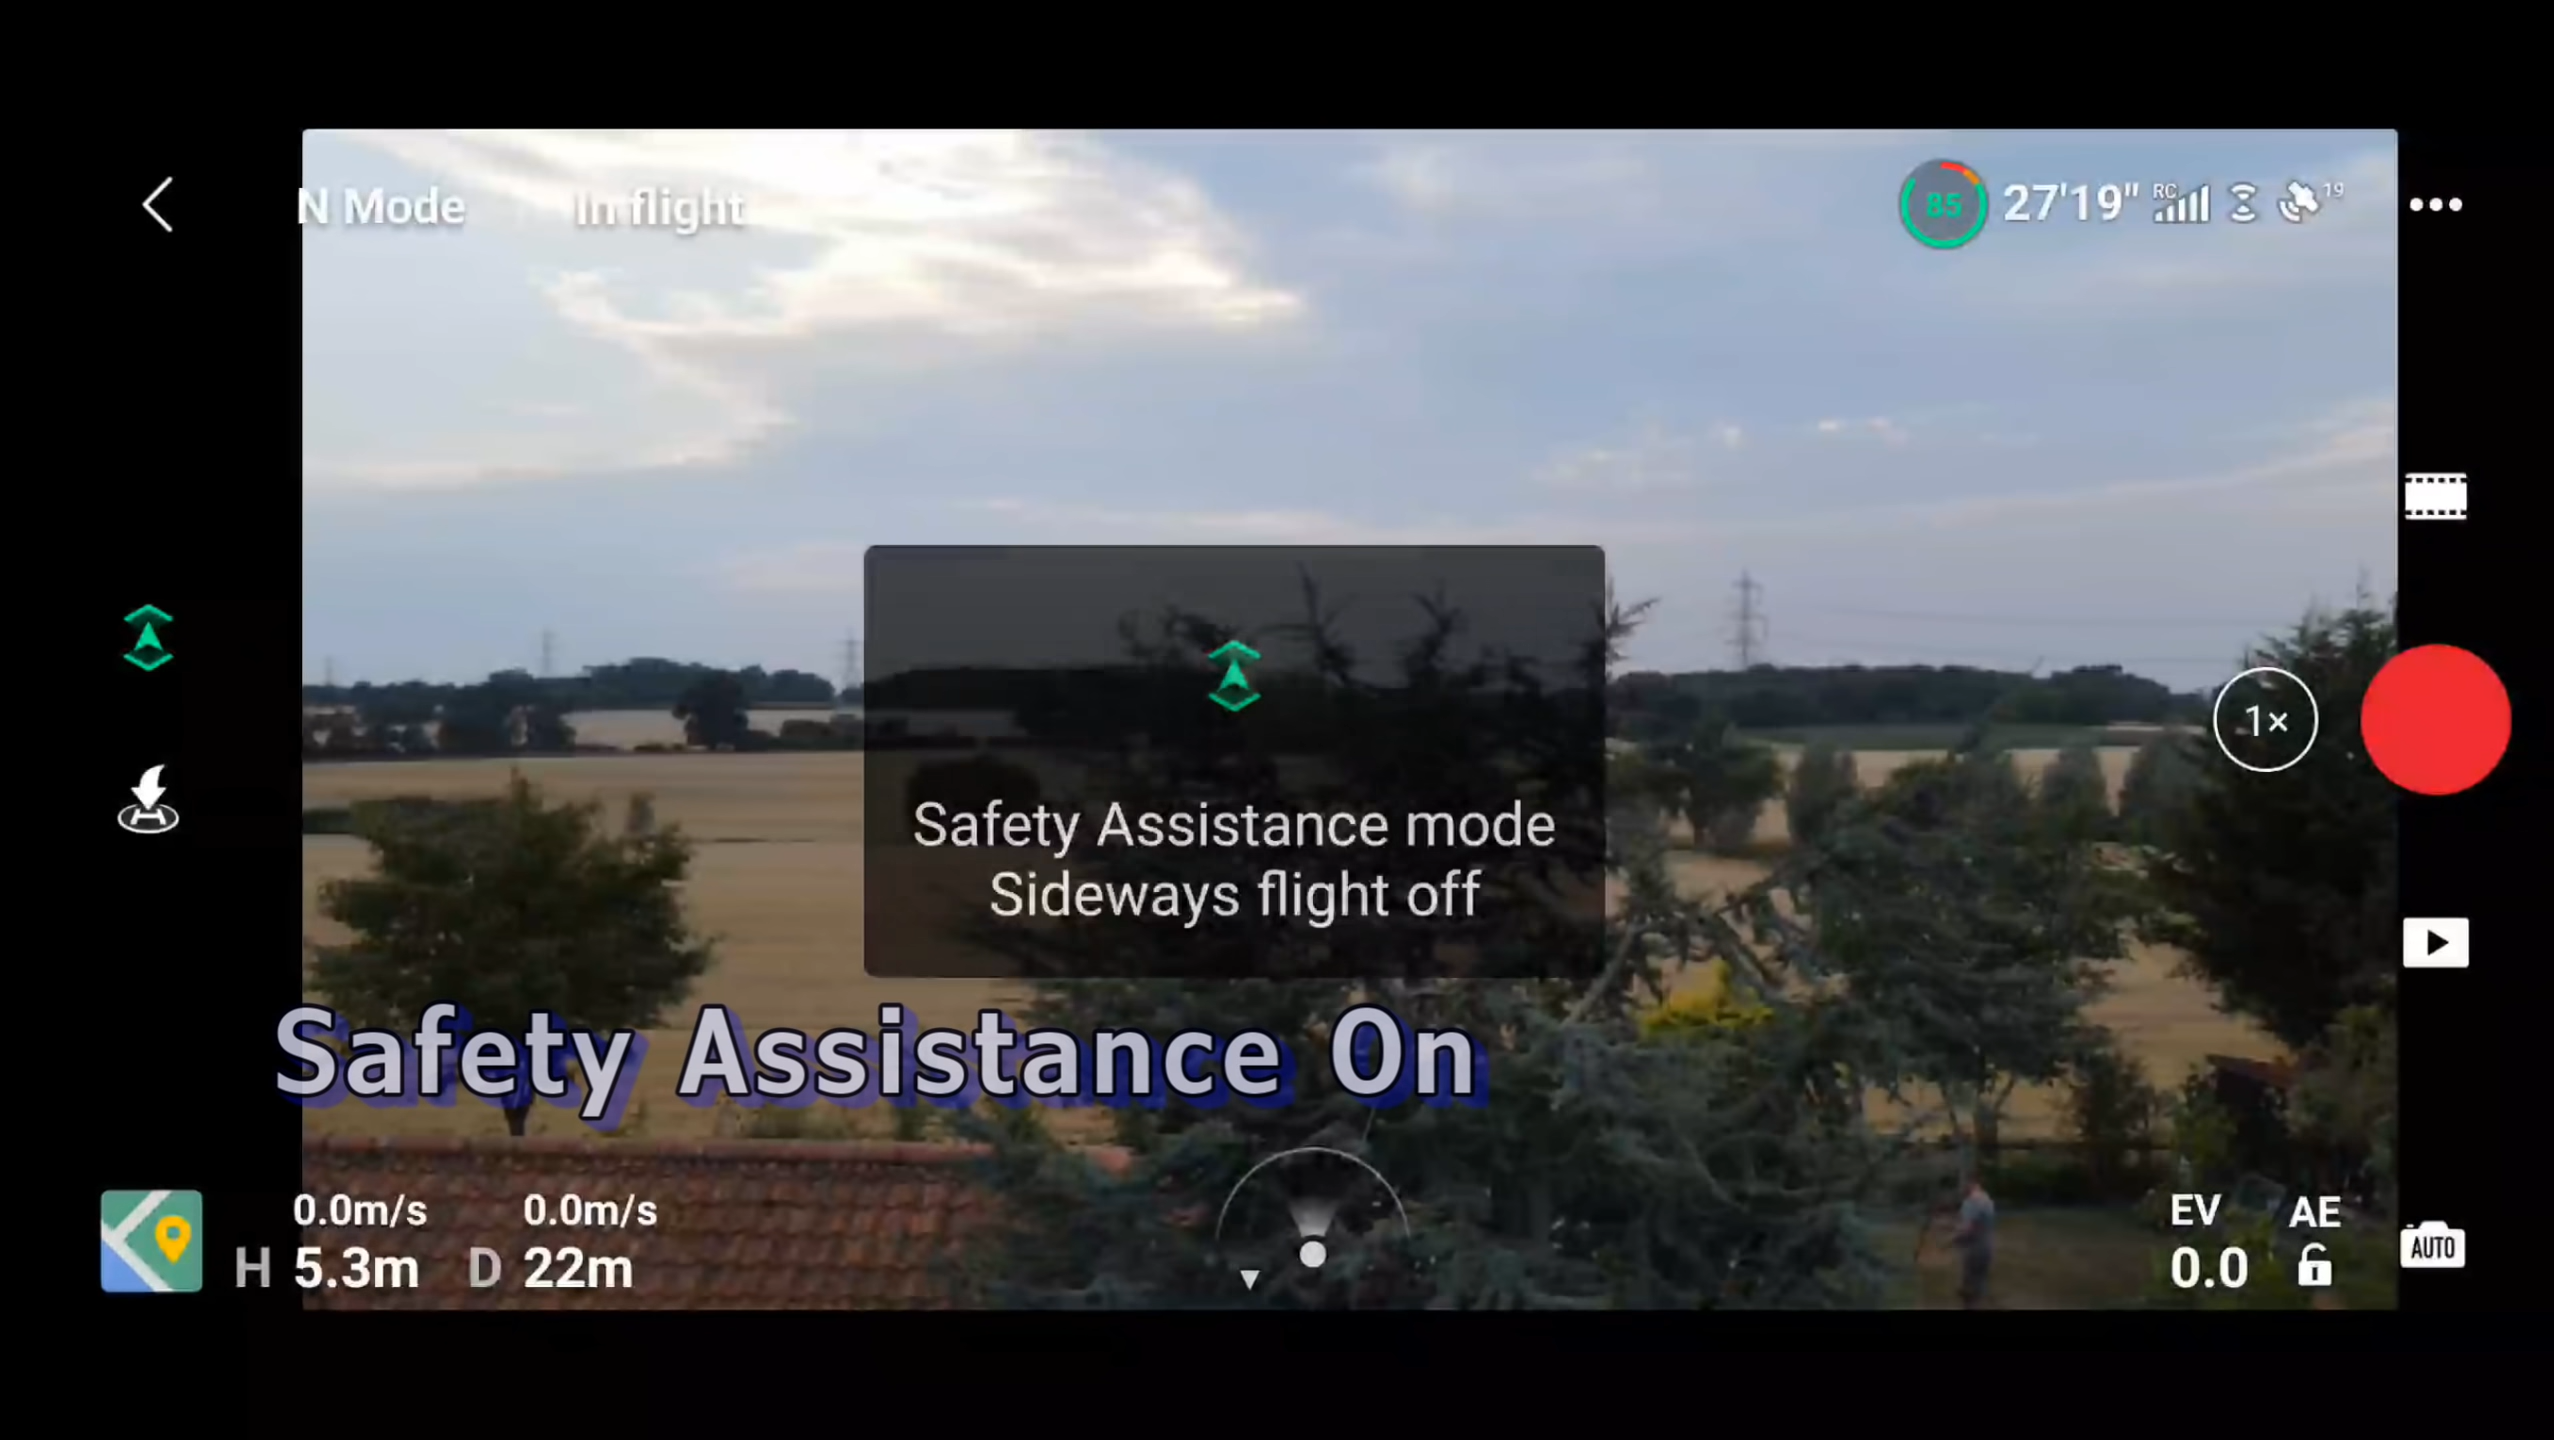 N Mode
In flight
85
27'19"
RC
19
Safety Assistance mode
Sideways flight off
1×
Safety Assistance On
0.0m/s
0.0m/s
H 5.3m
D 22m
EV
0.0
AE
AUTO